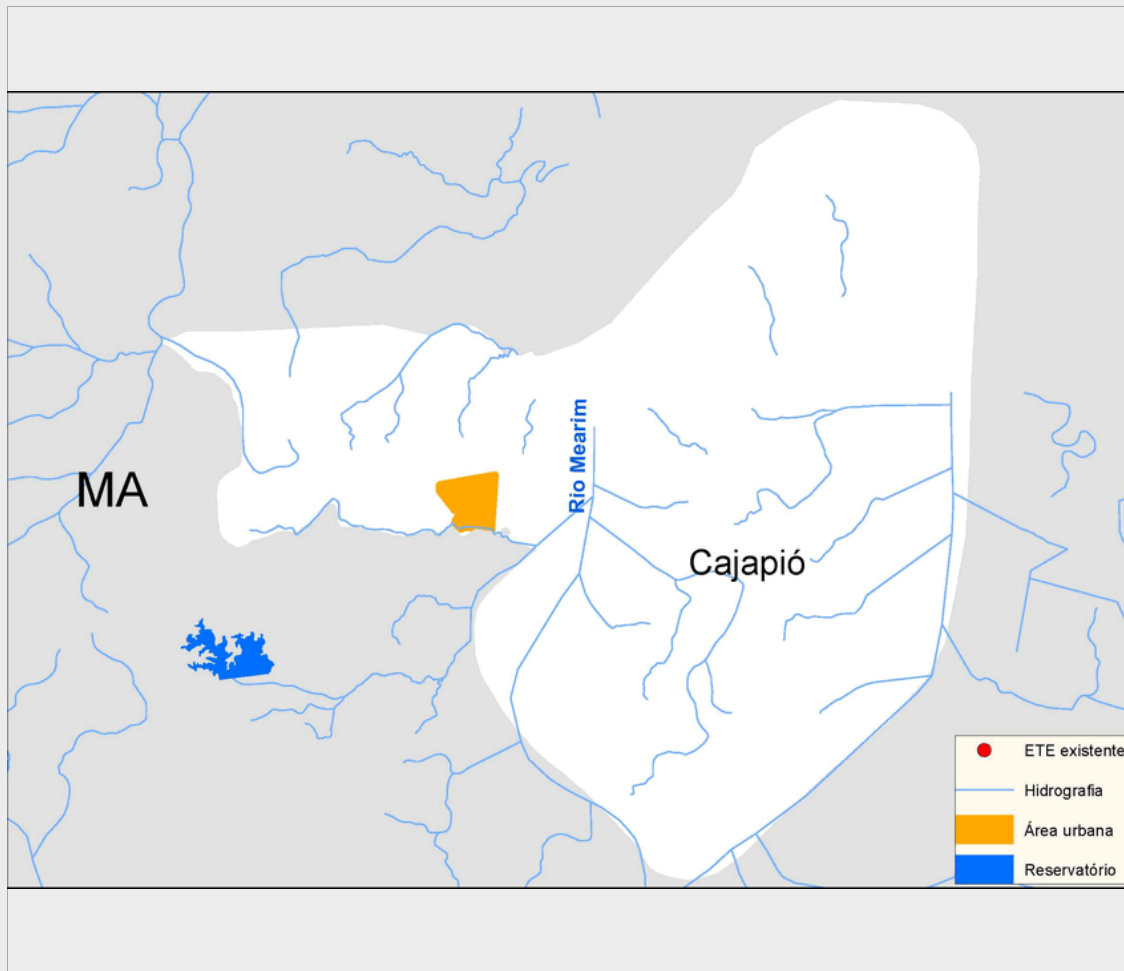 Rio Mearim
MA
Cajapió
ETE existente
Hidrografia
Área urbana
Reservatório